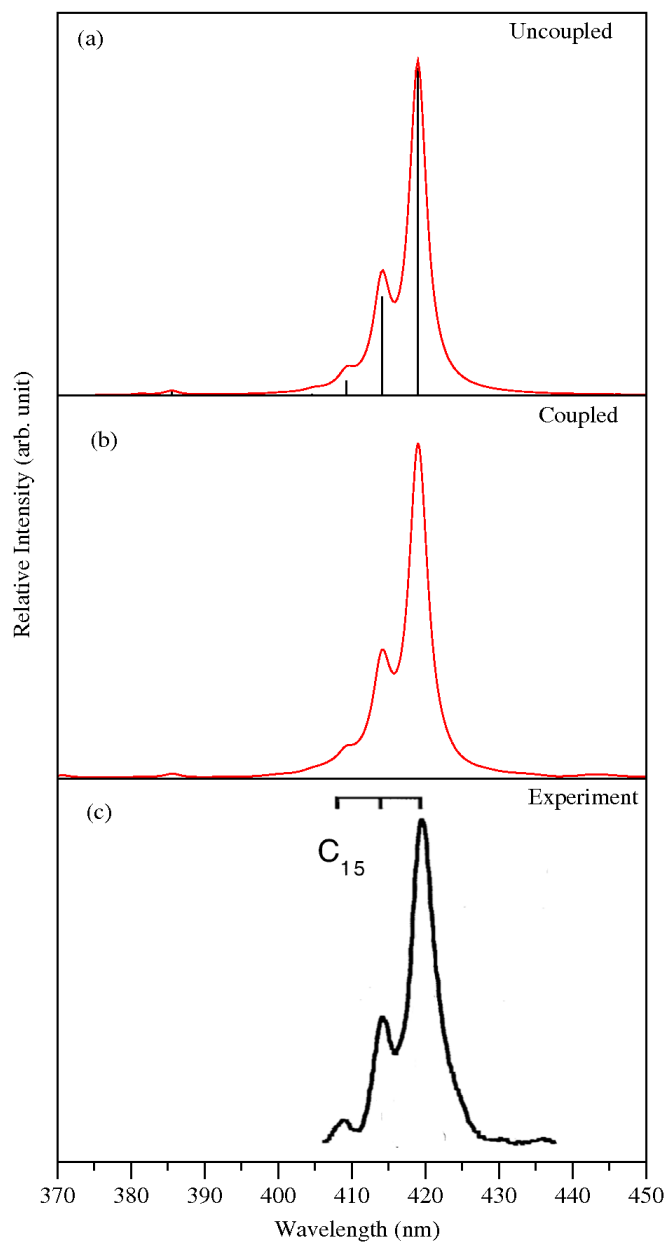 (a)
Uncoupled
Coupled
(b)
Relative Intensity (arb. unit)
Experiment
(c)
C15
370 380 390 400 410 420 430 440 450
Wavelength (nm)